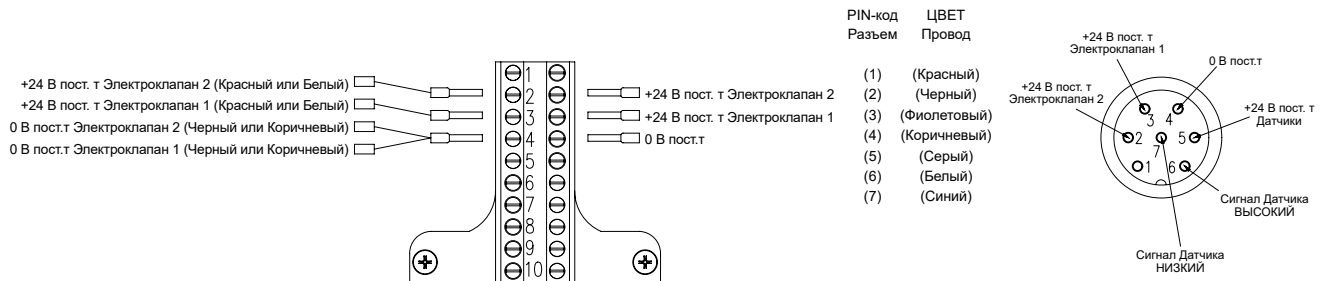 +24 В пост. т Электроклапан 2 (Красный или Белый)
+24 В пост. т Электроклапан 1 (Красный или Белый)
0 В пост.т Электроклапан 2 (Черный или Коричневый)
0 В пост.т Электроклапан 1 (Черный или Коричневый)
1
2
3
4
5
6
7
8
9
10
+24 В пост. т Электроклапан 2
+24 В пост. т Электроклапан 1
0 В пост.т
PIN-код ЦВЕТ
Разъем Провод
(1) (Красный)
(2) (Черный)
(3) (Фиолетовый)
(4) (Коричневый)
(5) (Серый)
(6) (Белый)
(7) (Синий)
+24 В пост. т
Электроклапан 1
0 В пост.т
+24 В пост. т
Электроклапан 2
+24 В пост. т
Датчики
3 4
2 7 5
1 6
Сигнал Датчика
ВЫСОКИЙ
Сигнал Датчика
НИЗКИЙ